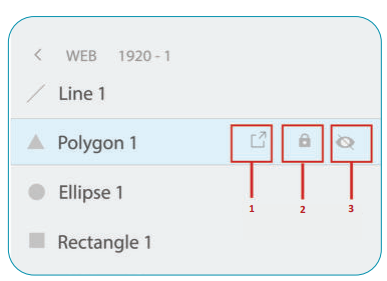 WEB 1920 - 1
Line 1
Polygon 1
1 2 3
Ellipse 1
Rectangle 1